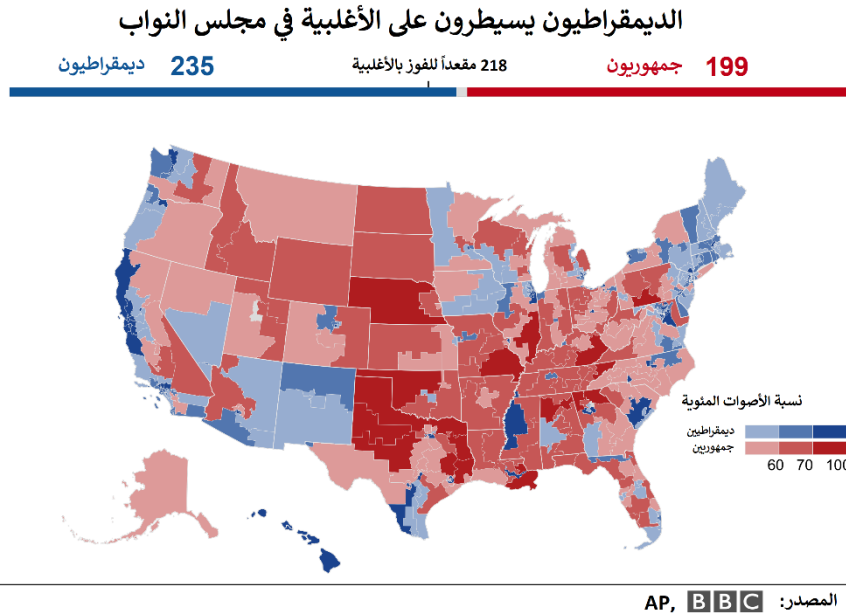 الديمقراطيون يسيطرون على الأغلبية في مجلس النواب
199 جمهوريون
218 مقعداً للفوز بالأغلبية
235 ديمقراطيون
نسبة الأصوات المئوية
ديمقراطيين
جمهوريين
60 70 100
المصدر: AP, BBC